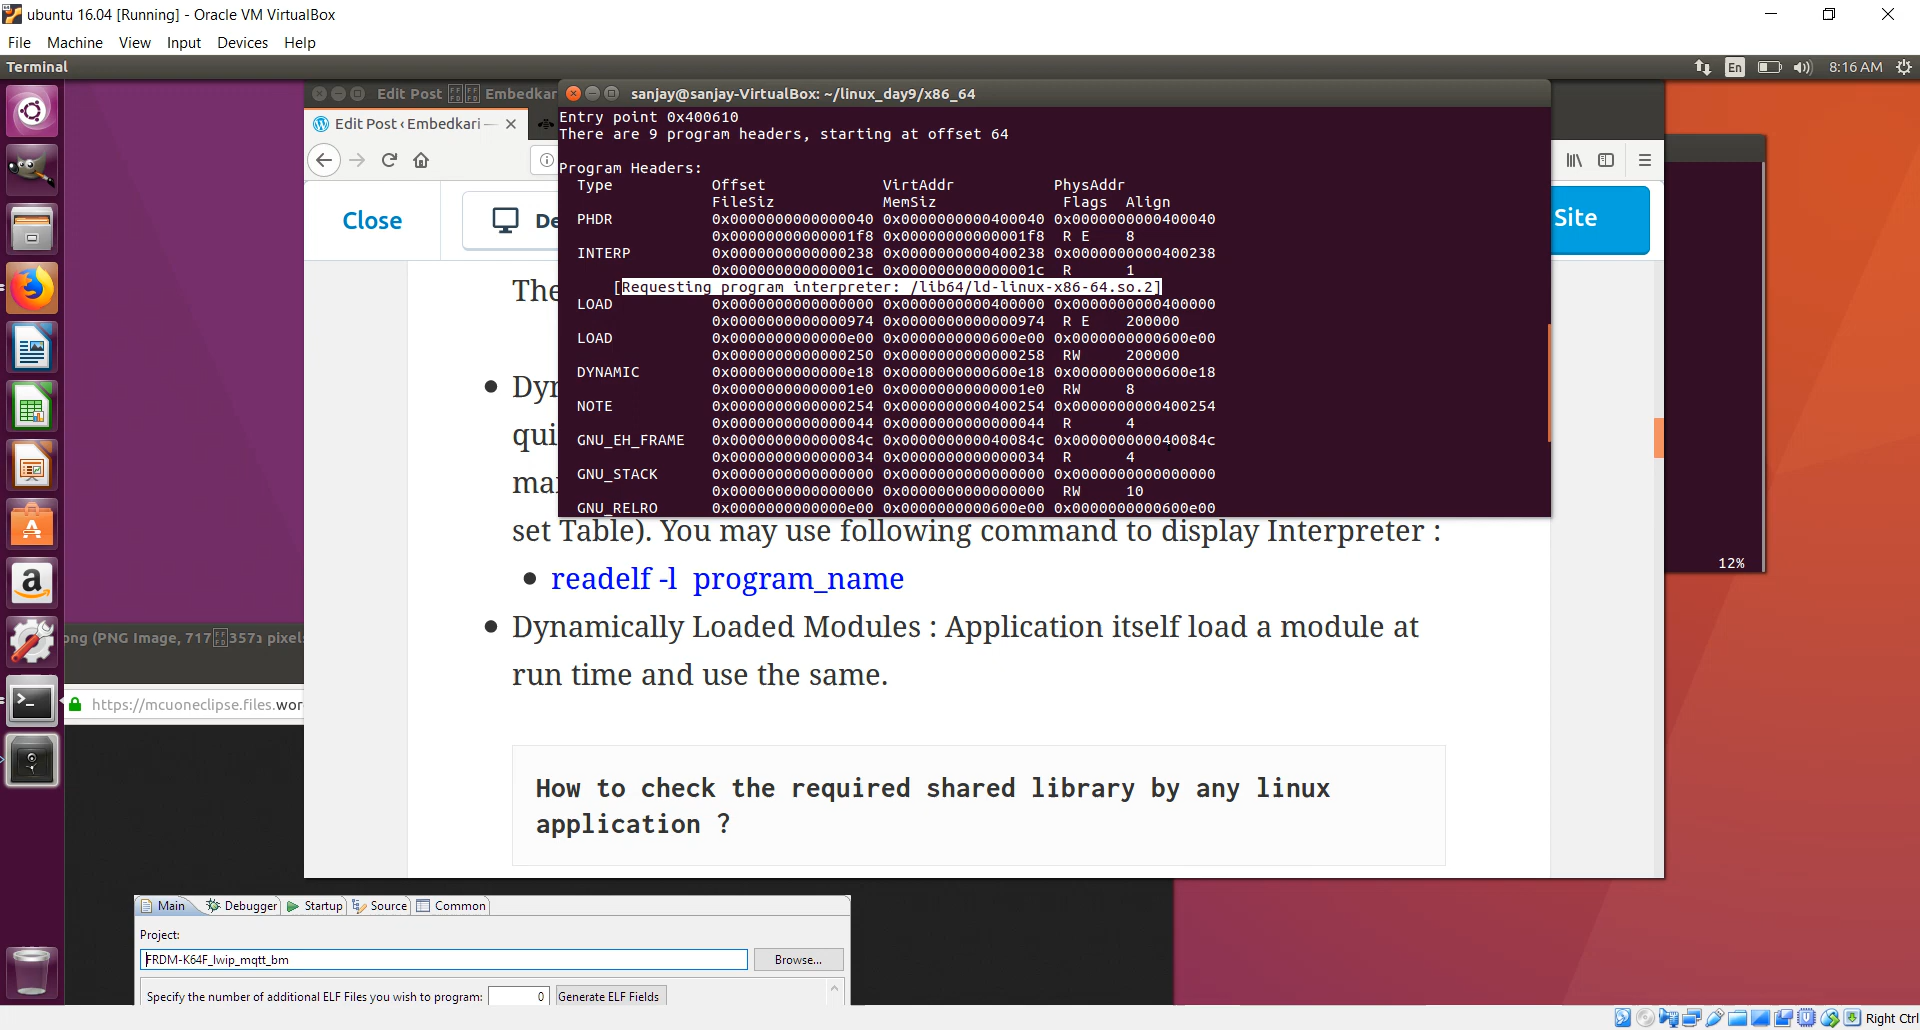 ubuntu 16.04 [Running] - Oracle VM VirtualBox
File Machine View Input Devices Help
Terminal En 8:16 AM
Edit Post Embedkar
sanjay@sanjay-VirtualBox: ~/linux_day9/x86_64
Edit Post ‹ Embedkari —
Entry point 0x400610
There are 9 program headers, starting at offset 64
Program Headers:
Type Offset VirtAddr PhysAddr
FileSiz MemSiz Flags Align
PHDR 0x0000000000000040 0x0000000000400040 0x0000000000400040
0x00000000000001f8 0x00000000000001f8 R E 8
INTERP 0x0000000000000238 0x0000000000400238 0x0000000000400238
0x000000000000001c 0x000000000000001c R 1
[Requesting program interpreter: /lib64/ld-linux-x86-64.so.2]
LOAD 0x0000000000000000 0x0000000000400000 0x0000000000400000
0x0000000000000974 0x0000000000000974 R E 200000
LOAD 0x0000000000000e00 0x0000000000600e00 0x0000000000600e00
0x0000000000000250 0x0000000000000258 RW 200000
DYNAMIC 0x0000000000000e18 0x0000000000600e18 0x0000000000600e18
0x00000000000001e0 0x00000000000001e0 RW 8
NOTE 0x0000000000000254 0x0000000000400254 0x0000000000400254
0x0000000000000044 0x0000000000000044 R 4
GNU_EH_FRAME 0x000000000000084c 0x000000000040084c 0x000000000040084c
0x0000000000000034 0x0000000000000034 R 4
GNU_STACK 0x0000000000000000 0x0000000000000000 0x0000000000000000
0x0000000000000000 0x0000000000000000 RW 10
GNU_RELRO 0x0000000000000e00 0x0000000000600e00 0x0000000000600e00
Close De Site
The
Dyn
qui
ma
set Table). You may use following command to display Interpreter :
readelf -l program_name
12%
Dynamically Loaded Modules : Application itself load a module at
run time and use the same.
ong (PNG Image, 717 357 pixels
https://mcuoneclipse.files.wor
How to check the required shared library by any linux
application ?
Main Debugger Startup Source Common
Project:
FRDM-K64F_lwip_mqtt_bm Browse...
Specify the number of additional ELF Files you wish to program: 0 Generate ELF Fields
Right Ctrl